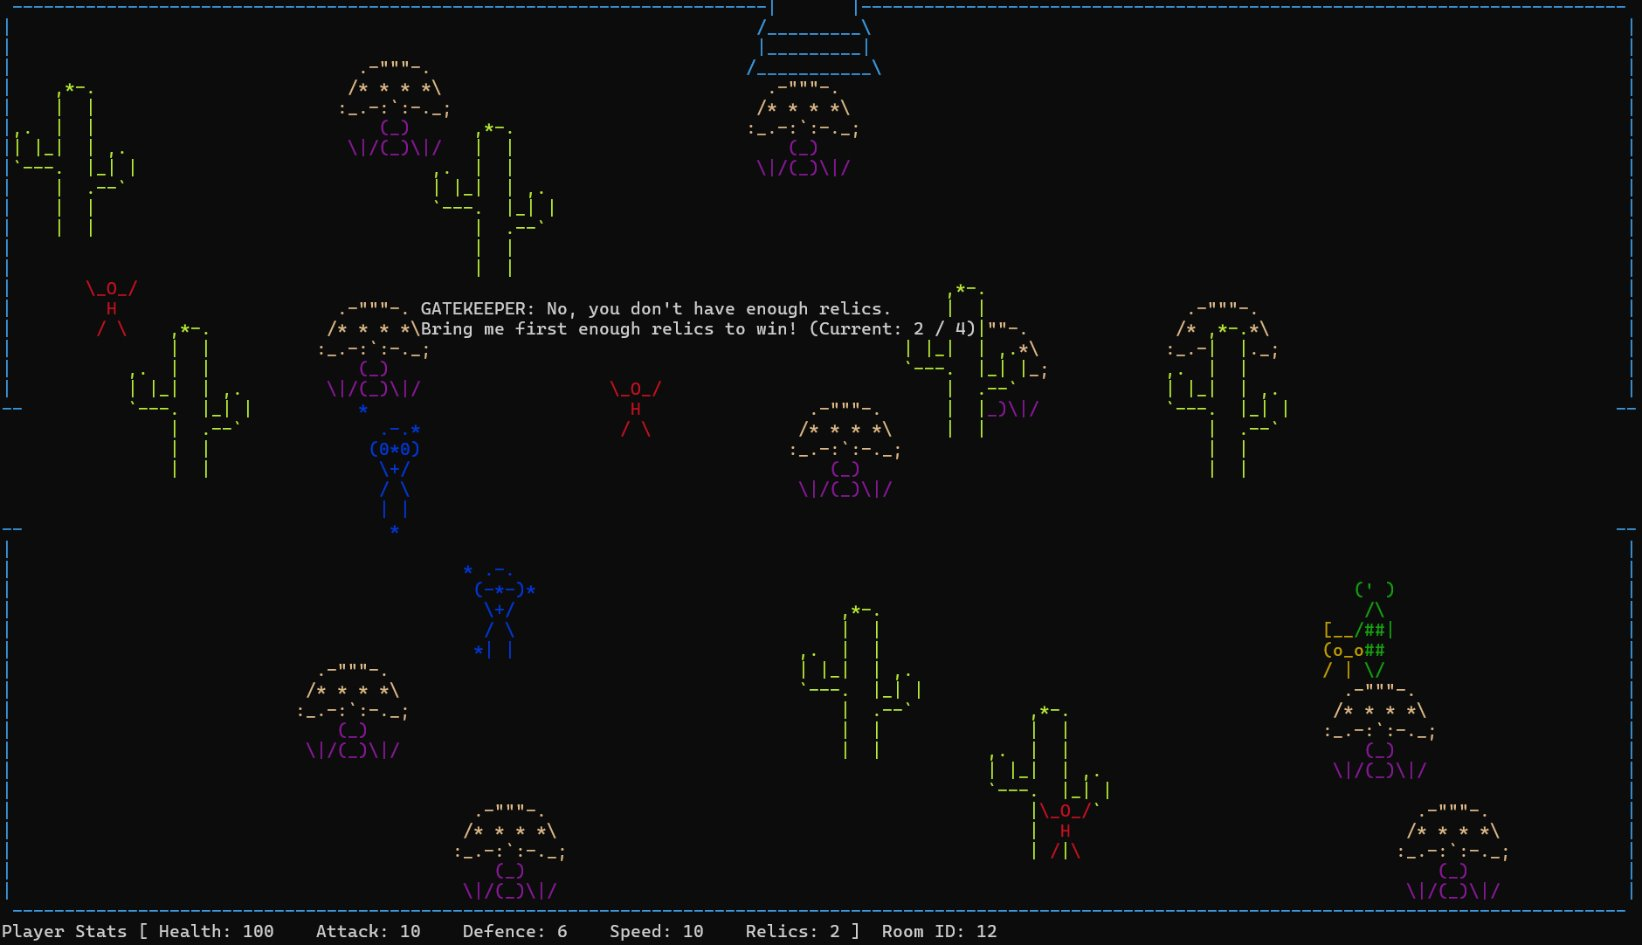 GATEKEEPER: No, you don't have enough relics.
Bring me first enough relics to win! (Current: 2 / 4)
Player Stats [ Health: 100    Attack: 10    Defence: 6    Speed: 10    Relics: 2 ]  Room ID: 12